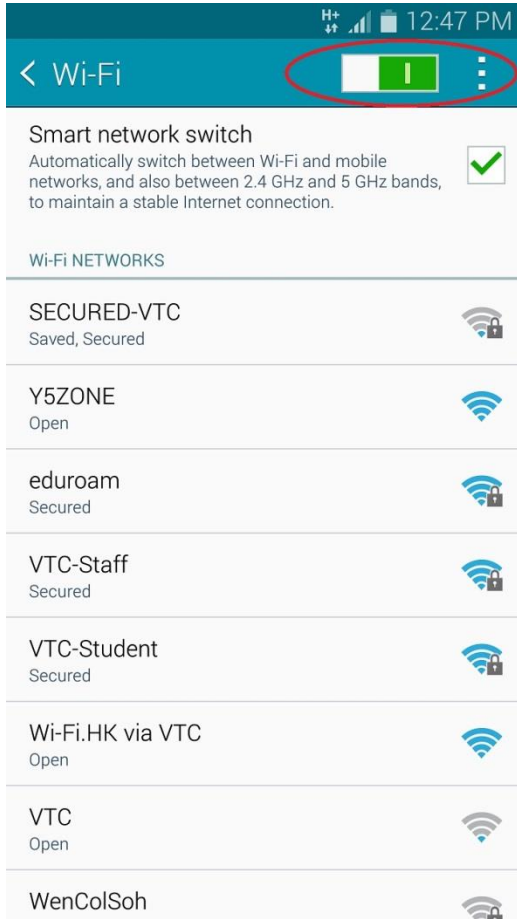 H+ 12:47 PM
Wi-Fi
Smart network switch
Automatically switch between Wi-Fi and mobile
networks, and also between 2.4 GHz and 5 GHz bands,
to maintain a stable Internet connection.
Wi-Fi NETWORKS
SECURED-VTC
Saved, Secured
Y5ZONE
Open
eduroam
Secured
VTC-Staff
Secured
VTC-Student
Secured
Wi-Fi.HK via VTC
Open
VTC
Open
WenColSoh